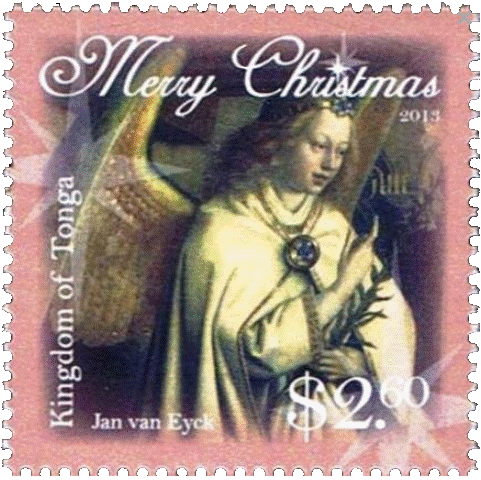 Merry Christmas
2013
Kingdom of Tonga
Jan van Eyck
$2.60